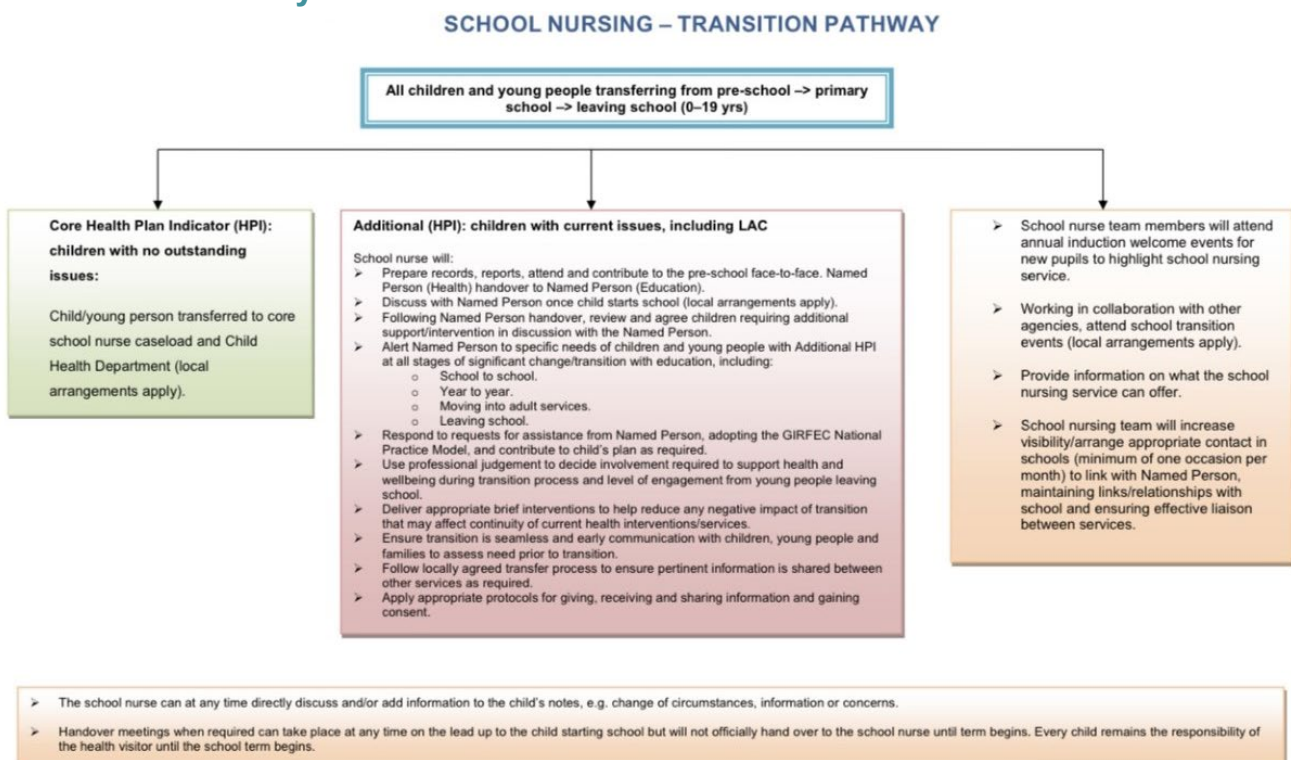 SCHOOL NURSING – TRANSITION PATHWAY
All children and young people transferring from pre-school –> primary
school –> leaving school (0–19 yrs)
Core Health Plan Indicator (HPI):
children with no outstanding
issues:
Child/young person transferred to core
school nurse caseload and Child
Health Department (local
arrangements apply).
Additional (HPI): children with current issues, including LAC
School nurse will:
➢ Prepare records, reports, attend and contribute to the pre-school face-to-face. Named
Person (Health) handover to Named Person (Education).
➢ Discuss with Named Person once child starts school (local arrangements apply).
➢ Following Named Person handover, review and agree children requiring additional
support/intervention in discussion with the Named Person.
➢ Alert Named Person to specific needs of children and young people with Additional HPI
at all stages of significant change/transition with education, including:
o School to school.
o Year to year.
o Moving into adult services.
o Leaving school.
➢ Respond to requests for assistance from Named Person, adopting the GIRFEC National
Practice Model, and contribute to child's plan as required.
➢ Use professional judgement to decide involvement required to support health and
wellbeing during transition process and level of engagement from young people leaving
school.
➢ Deliver appropriate brief interventions to help reduce any negative impact of transition
that may affect continuity of current health interventions/services.
➢ Ensure transition is seamless and early communication with children, young people and
families to assess need prior to transition.
➢ Follow locally agreed transfer process to ensure pertinent information is shared between
other services as required.
➢ Apply appropriate protocols for giving, receiving and sharing information and gaining
consent.
➢ School nurse team members will attend
annual induction welcome events for
new pupils to highlight school nursing
service.
➢ Working in collaboration with other
agencies, attend school transition
events (local arrangements apply).
➢ Provide information on what the school
nursing service can offer.
➢ School nursing team will increase
visibility/arrange appropriate contact in
schools (minimum of one occasion per
month) to link with Named Person,
maintaining links/relationships with
school and ensuring effective liaison
between services.
➢ The school nurse can at any time directly discuss and/or add information to the child's notes, e.g. change of circumstances, information or concerns.
➢ Handover meetings when required can take place at any time on the lead up to the child starting school but will not officially hand over to the school nurse until term begins. Every child remains the responsibility of
the health visitor until the school term begins.